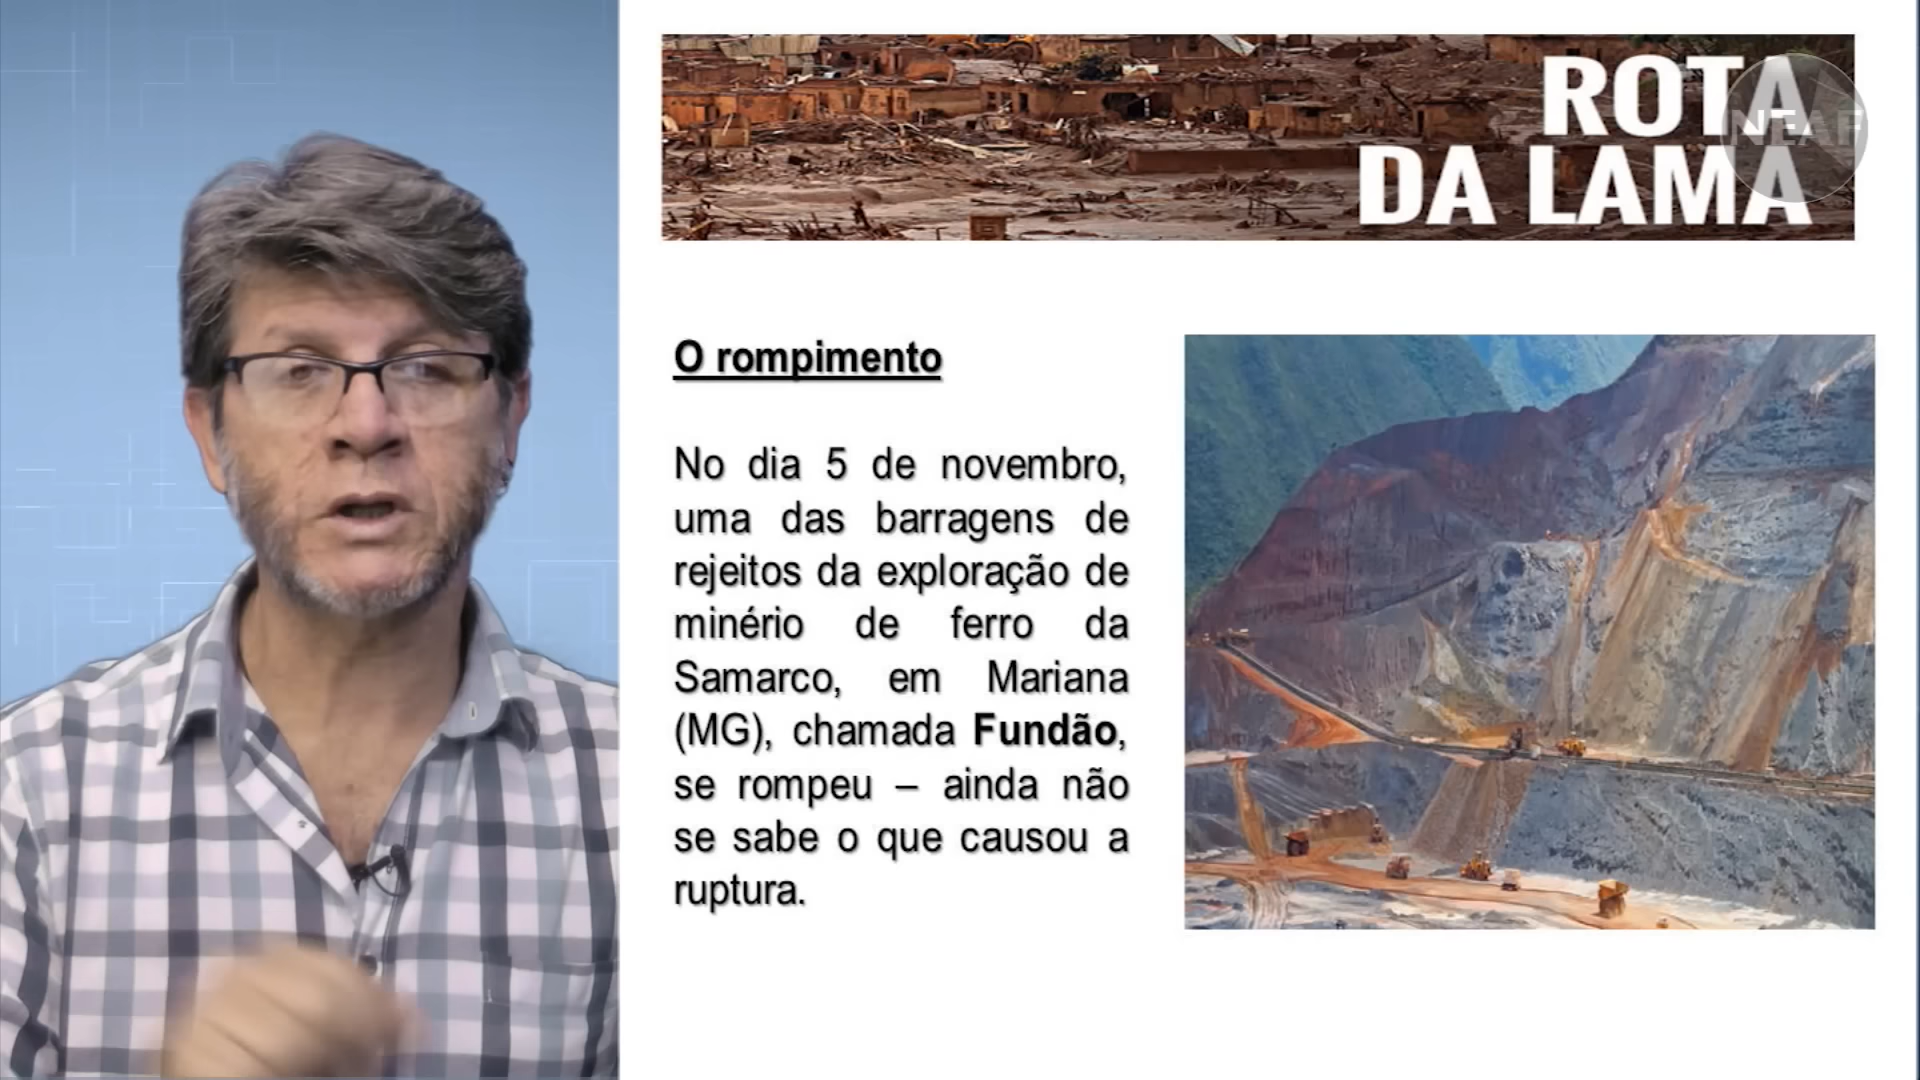 ROTA
DA LAMA
NEAF
O rompimento
No dia 5 de novembro,
uma das barragens de
rejeitos da exploração de
minério de ferro da
Samarco, em Mariana
(MG), chamada Fundão,
se rompeu – ainda não
se sabe o que causou a
ruptura.